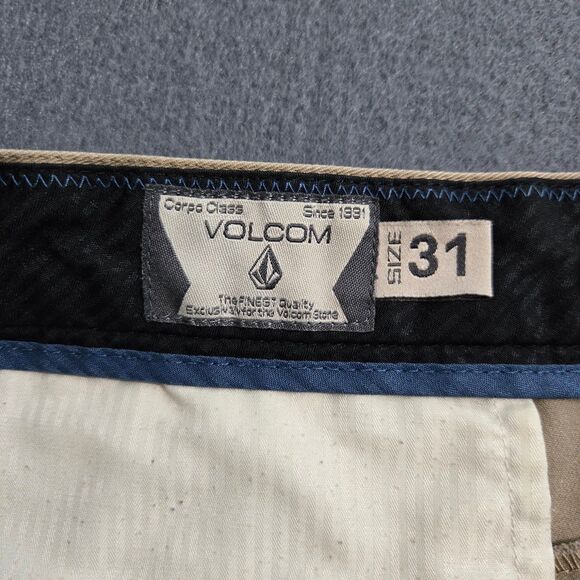 Corpo Class Since 1991
VOLCOM
The FINEST Quality
Exclusively for the Volcom Stone
SIZE 31